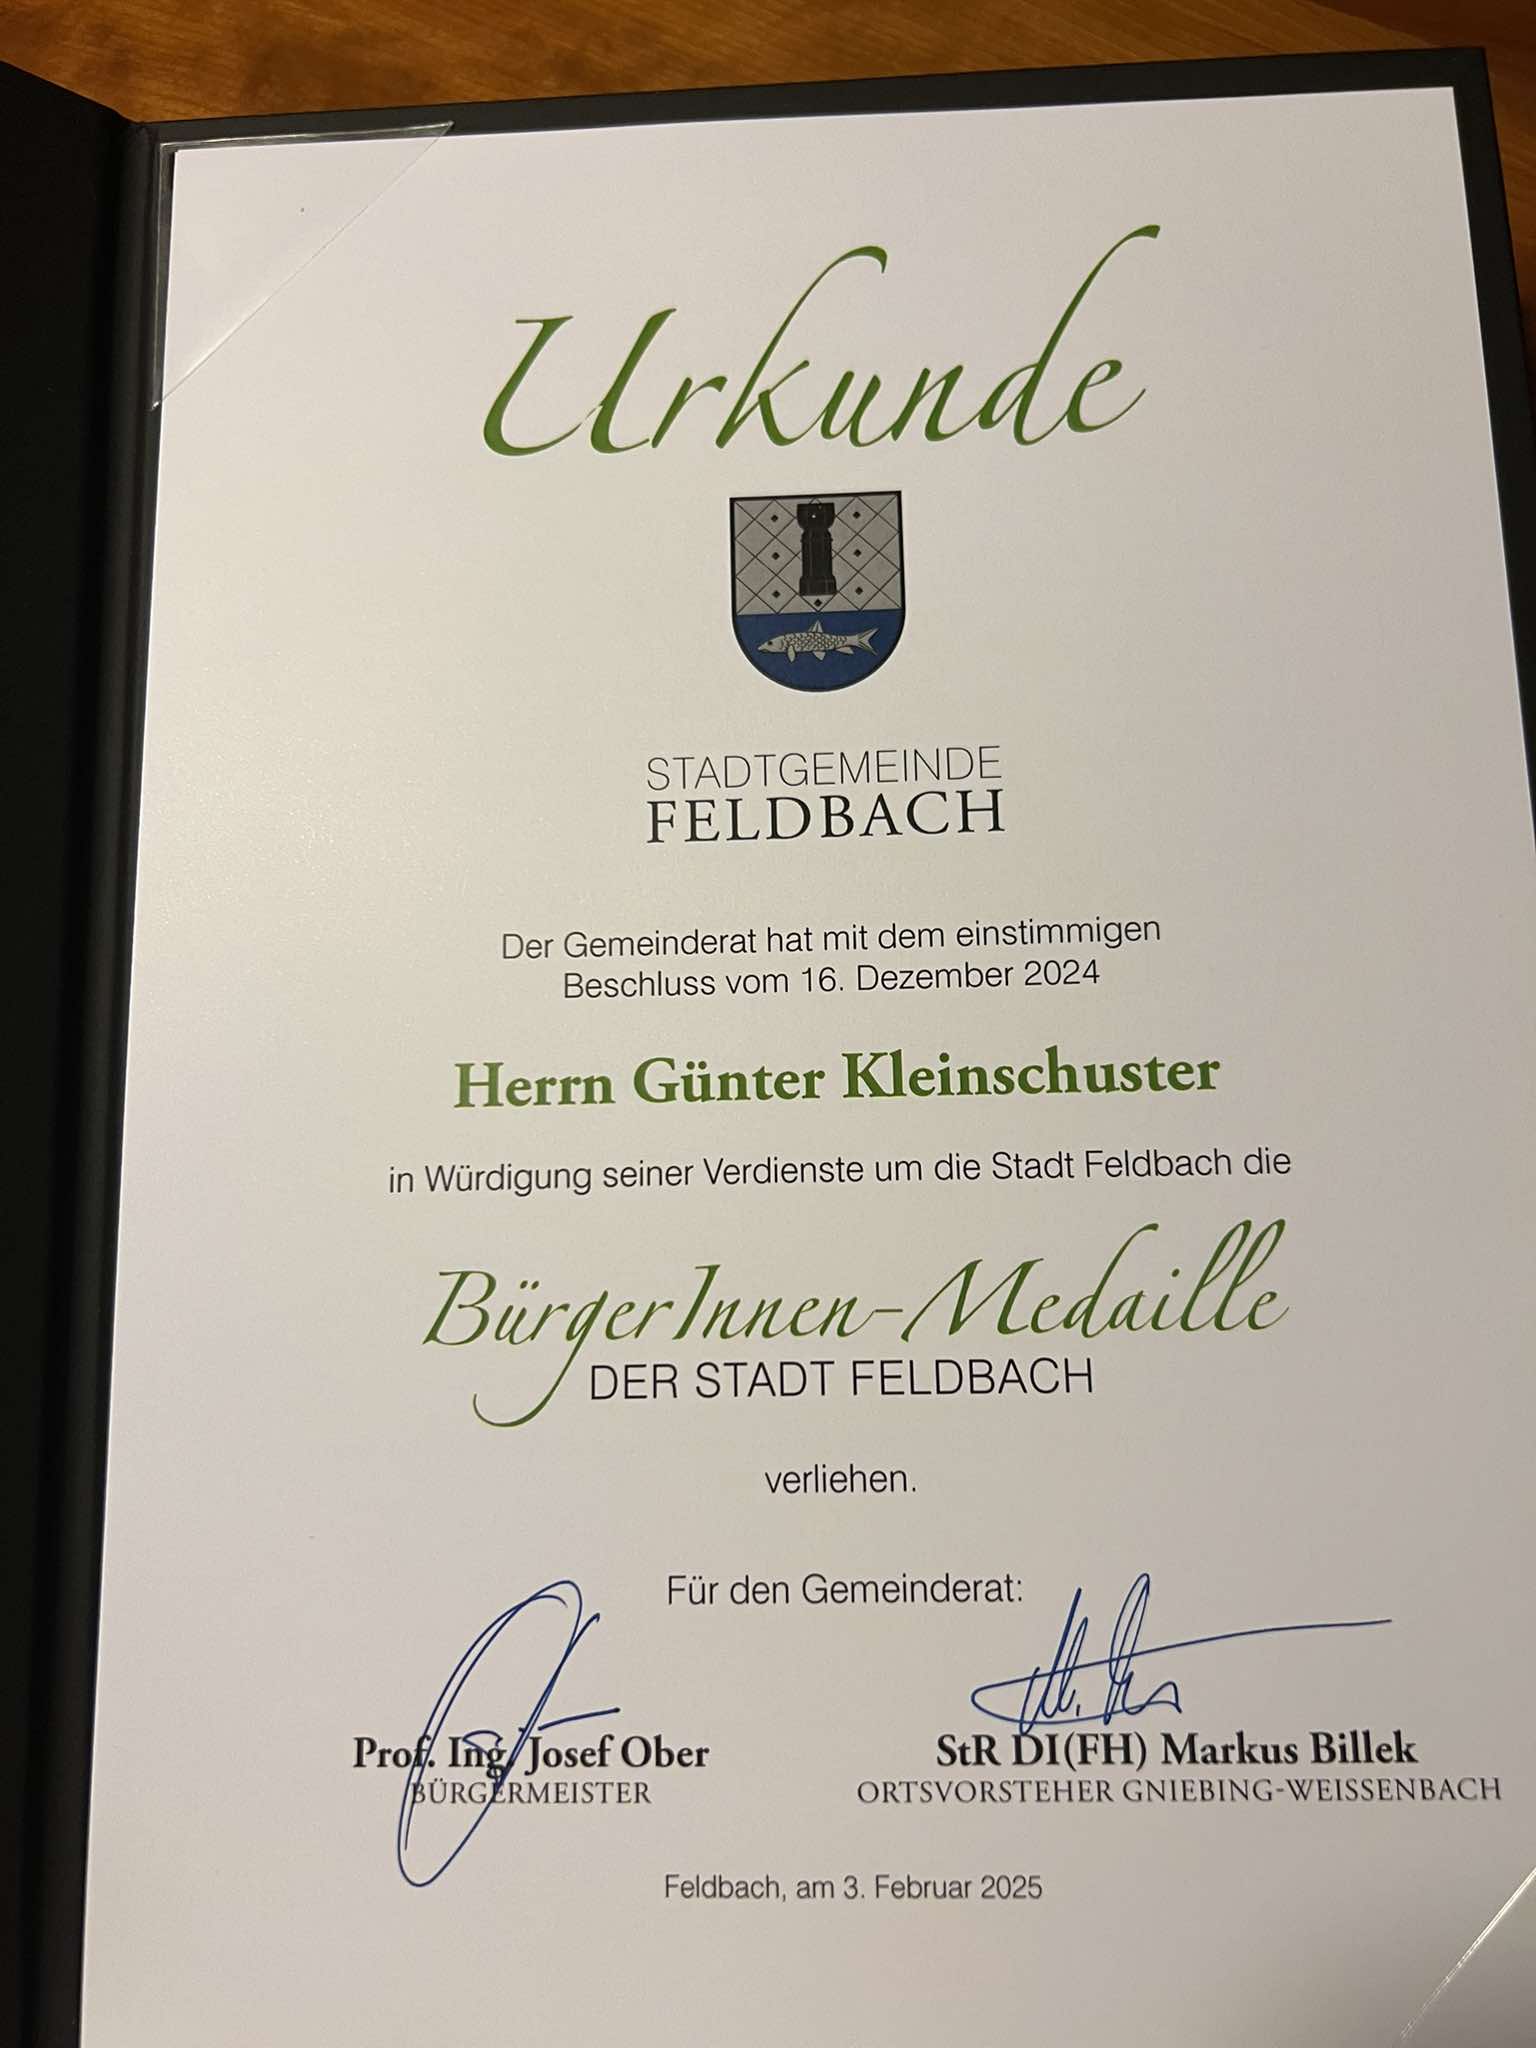 Urkunde
STADTGEMEINDE
FELDBACH
Der Gemeinderat hat mit dem einstimmigen
Beschluss vom 16. Dezember 2024
Herrn Günter Kleinschuster
in Würdigung seiner Verdienste um die Stadt Feldbach die
BürgerInnen-Medaille
DER STADT FELDBACH
verliehen.
Für den Gemeinderat:
Prof. Ing. Josef Ober
BÜRGERMEISTER
StR DI(FH) Markus Billek
ORTSVORSTEHER GNIEBING-WEISSENBACH
Feldbach, am 3. Februar 2025